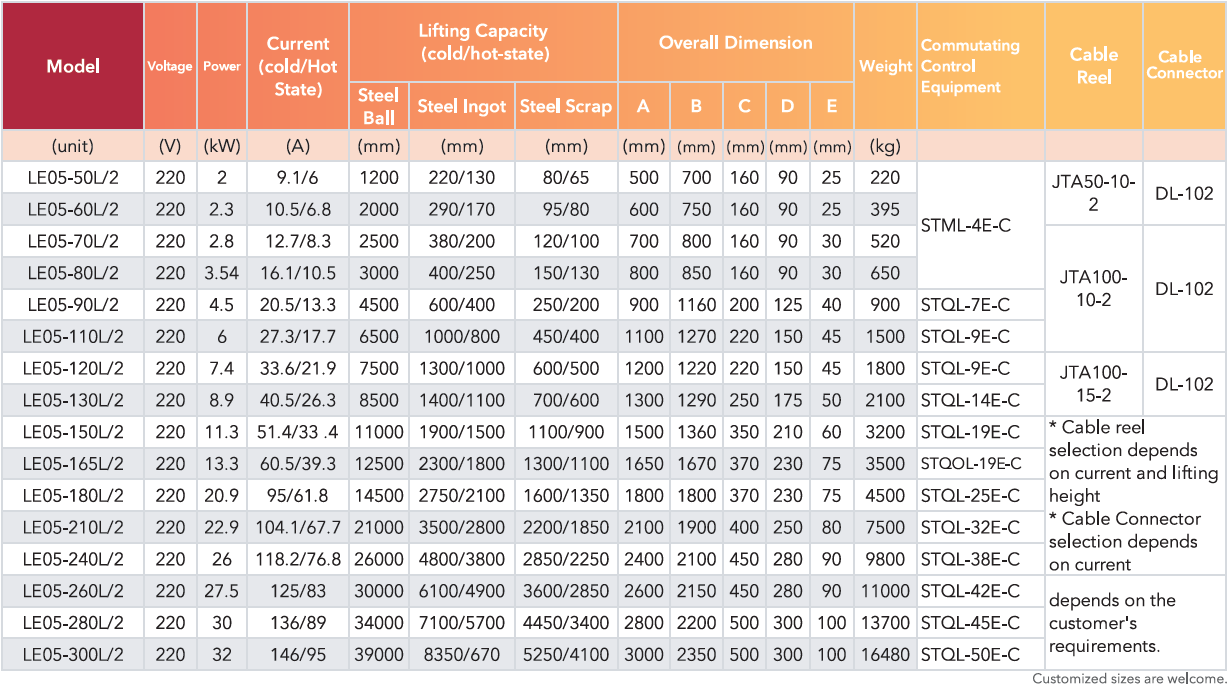 Model Voltage Power Current (cold/Hot State) Lifting Capacity (cold/hot-state) Overall Dimension Weight Commutating Control Equipment Cable Reel Cable Connector
Steel Ball Steel Ingot Steel Scrap A B C D E
(unit) (V) (kW) (A) (mm) (mm) (mm) (mm) (mm) (mm) (mm) (mm) (kg)
LE05-50L/2 220 2 9.1/6 1200 220/130 80/65 500 700 160 90 25 220 STML-4E-C JTA50-10-2 DL-102
LE05-60L/2 220 2.3 10.5/6.8 2000 290/170 95/80 600 750 160 90 25 395
LE05-70L/2 220 2.8 12.7/8.3 2500 380/200 120/100 700 800 160 90 30 520 JTA100-10-2 DL-102
LE05-80L/2 220 3.54 16.1/10.5 3000 400/250 150/130 800 850 160 90 30 650
LE05-90L/2 220 4.5 20.5/13.3 4500 600/400 250/200 900 1160 200 125 40 900 STQL-7E-C
LE05-110L/2 220 6 27.3/17.7 6500 1000/800 450/400 1100 1270 220 150 45 1500 STQL-9E-C
LE05-120L/2 220 7.4 33.6/21.9 7500 1300/1000 600/500 1200 1220 220 150 45 1800 STQL-9E-C JTA100-15-2 DL-102
LE05-130L/2 220 8.9 40.5/26.3 8500 1400/1100 700/600 1300 1290 250 175 50 2100 STQL-14E-C
LE05-150L/2 220 11.3 51.4/33 .4 11000 1900/1500 1100/900 1500 1360 350 210 60 3200 STQL-19E-C
LE05-165L/2 220 13.3 60.5/39.3 12500 2300/1800 1300/1100 1650 1670 370 230 75 3500 STQOL-19E-C
LE05-180L/2 220 20.9 95/61.8 14500 2750/2100 1600/1350 1800 1800 370 230 75 4500 STQL-25E-C
LE05-210L/2 220 22.9 104.1/67.7 21000 3500/2800 2200/1850 2100 1900 400 250 80 7500 STQL-32E-C
LE05-240L/2 220 26 118.2/76.8 26000 4800/3800 2850/2250 2400 2100 450 280 90 9800 STQL-38E-C
* Cable reel
selection depends
on current and lifting
height
* Cable Connector
selection depends
on current
LE05-260L/2 220 27.5 125/83 30000 6100/4900 3600/2850 2600 2150 450 280 90 11000 STQL-42E-C
LE05-280L/2 220 30 136/89 34000 7100/5700 4450/3400 2800 2200 500 300 100 13700 STQL-45E-C
LE05-300L/2 220 32 146/95 39000 8350/670 5250/4100 3000 2350 500 300 100 16480 STQL-50E-C
depends on the
customer's
requirements.
Customized sizes are welcome.